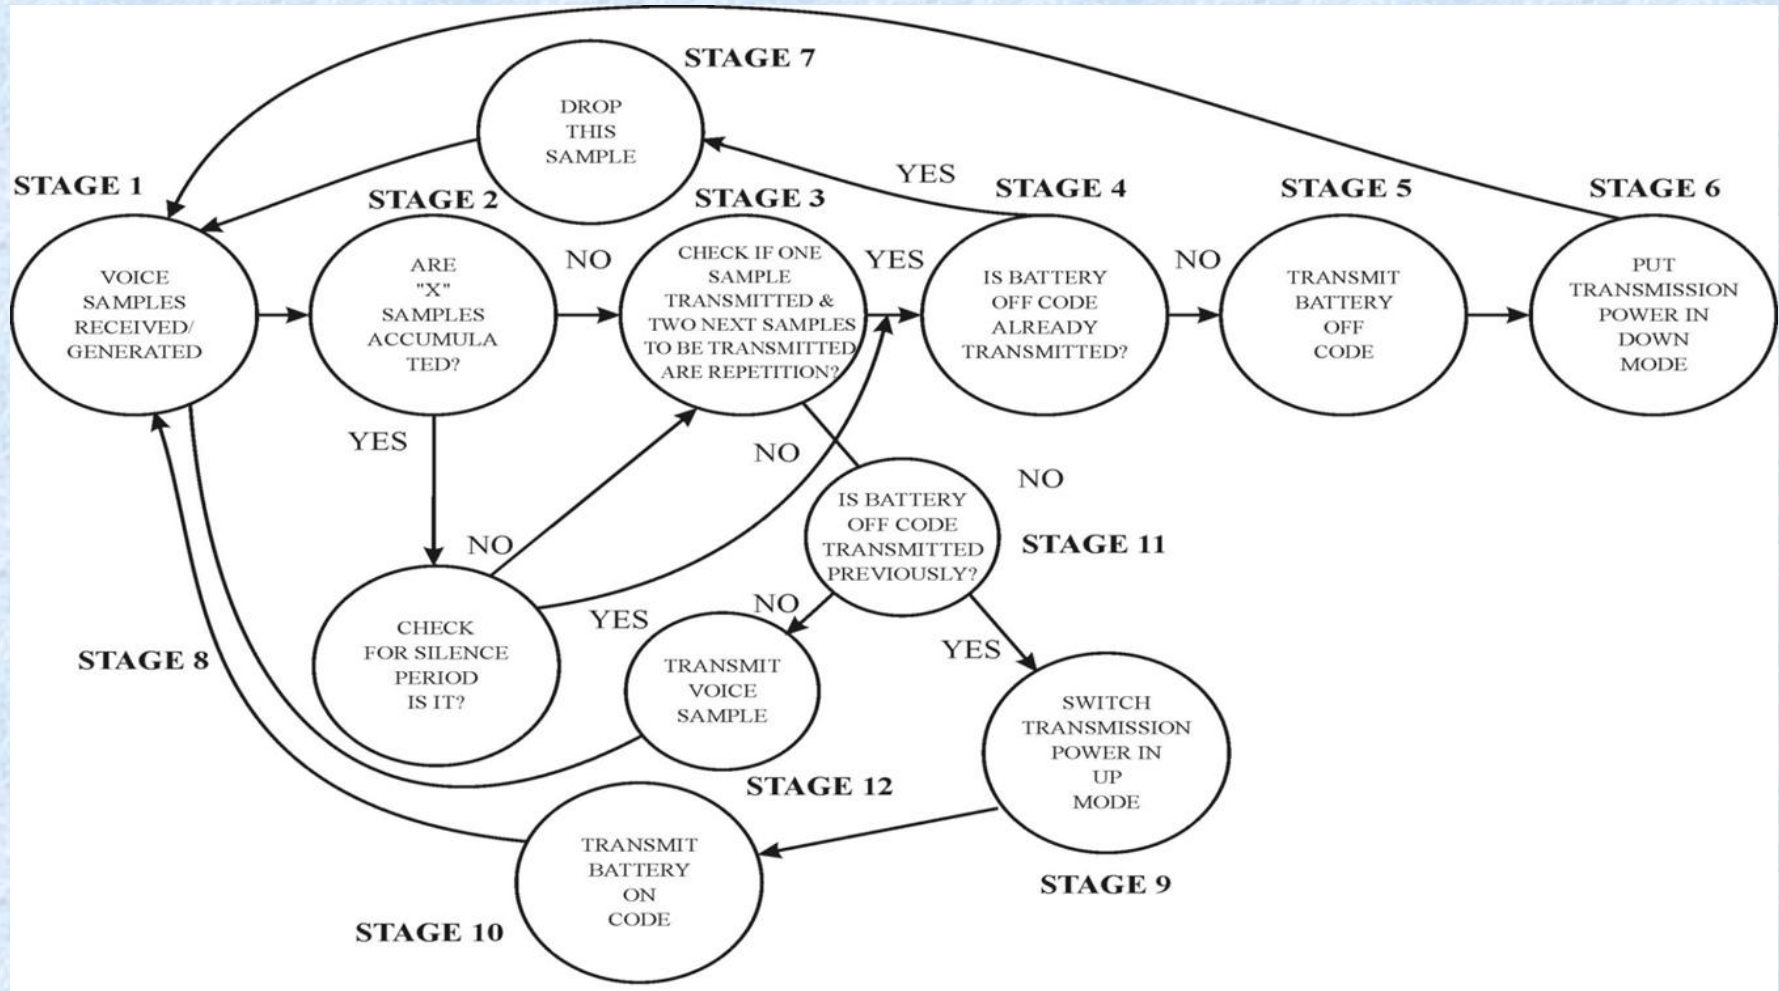 STAGE 7
DROP
THIS
SAMPLE
STAGE 1
VOICE
SAMPLES
RECEIVED/
GENERATED
STAGE 2
ARE
"X"
SAMPLES
ACCUMULA
TED?
NO
STAGE 3
CHECK IF ONE
SAMPLE
TRANSMITTED &
TWO NEXT SAMPLES
TO BE TRANSMITTED
ARE REPETITION?
YES
YES
STAGE 4
IS BATTERY
OFF CODE
ALREADY
TRANSMITTED?
NO
STAGE 5
TRANSMIT
BATTERY
OFF
CODE
STAGE 6
PUT
TRANSMISSION
POWER IN
DOWN
MODE
YES
NO
NO
NO
IS BATTERY
OFF CODE
TRANSMITTED
PREVIOUSLY?
STAGE 11
CHECK
FOR SILENCE
PERIOD
IS IT?
YES
STAGE 8
NO
TRANSMIT
VOICE
SAMPLE
STAGE 12
YES
SWITCH
TRANSMISSION
POWER IN
UP
MODE
STAGE 9
TRANSMIT
BATTERY
ON
CODE
STAGE 10